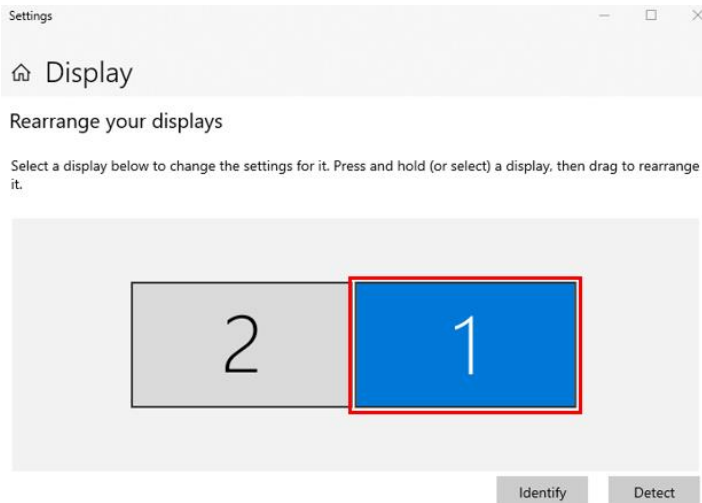 Settings
Display
Rearrange your displays
Select a display below to change the settings for it. Press and hold (or select) a display, then drag to rearrange
it.
2 1
Identify Detect